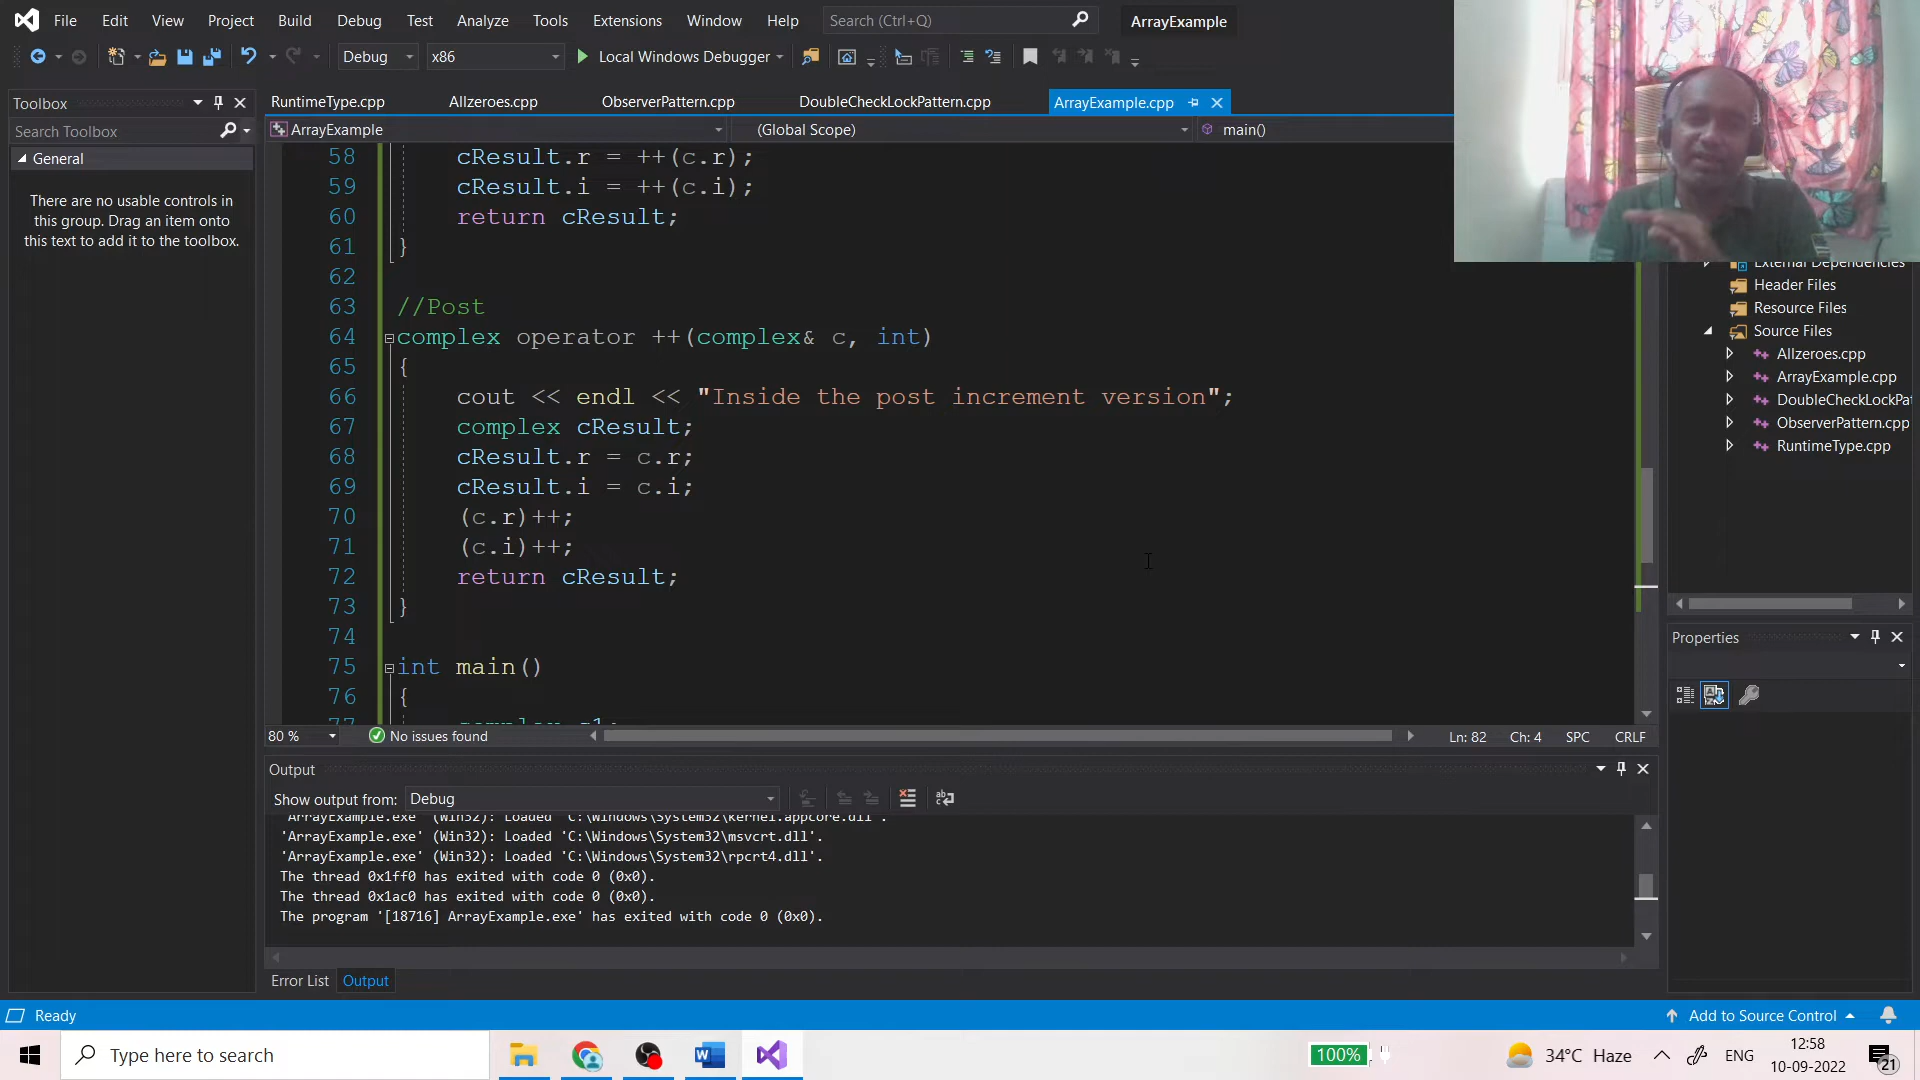 File Edit View Project Build Debug Test Analyze Tools Extensions Window Help Search (Ctrl+Q) ArrayExample
Debug x86 Local Windows Debugger
Toolbox
Search Toolbox
General
There are no usable controls in
this group. Drag an item onto
this text to add it to the toolbox.
RuntimeType.cpp Allzeroes.cpp ObserverPattern.cpp DoubleCheckLockPattern.cpp ArrayExample.cpp
ArrayExample (Global Scope) main()
58 cResult.r = ++(c.r);
59 cResult.i = ++(c.i);
60 return cResult;
61 }
62
63 //Post
64 complex operator ++(complex& c, int)
65 {
66 cout << endl << "Inside the post increment version";
67 complex cResult;
68 cResult.r = c.r;
69 cResult.i = c.i;
70 (c.r)++;
71 (c.i)++;
72 return cResult;
73 }
74
75 int main()
76 {
77 complex c1;
80 % No issues found Ln: 82 Ch: 4 SPC CRLF
External Dependencies
Header Files
Resource Files
Source Files
Allzeroes.cpp
ArrayExample.cpp
DoubleCheckLockPat
ObserverPattern.cpp
RuntimeType.cpp
Properties
Output
Show output from: Debug
'ArrayExample.exe' (Win32): Loaded 'C:\Windows\System32\kernel.appcore.dll'.
'ArrayExample.exe' (Win32): Loaded 'C:\Windows\System32\msvcrt.dll'.
'ArrayExample.exe' (Win32): Loaded 'C:\Windows\System32\rpcrt4.dll'.
The thread 0x1ff0 has exited with code 0 (0x0).
The thread 0x1ac0 has exited with code 0 (0x0).
The program '[18716] ArrayExample.exe' has exited with code 0 (0x0).
Error List Output
Ready Add to Source Control
Type here to search 100% 34°C Haze ENG 12:58
10-09-2022 21